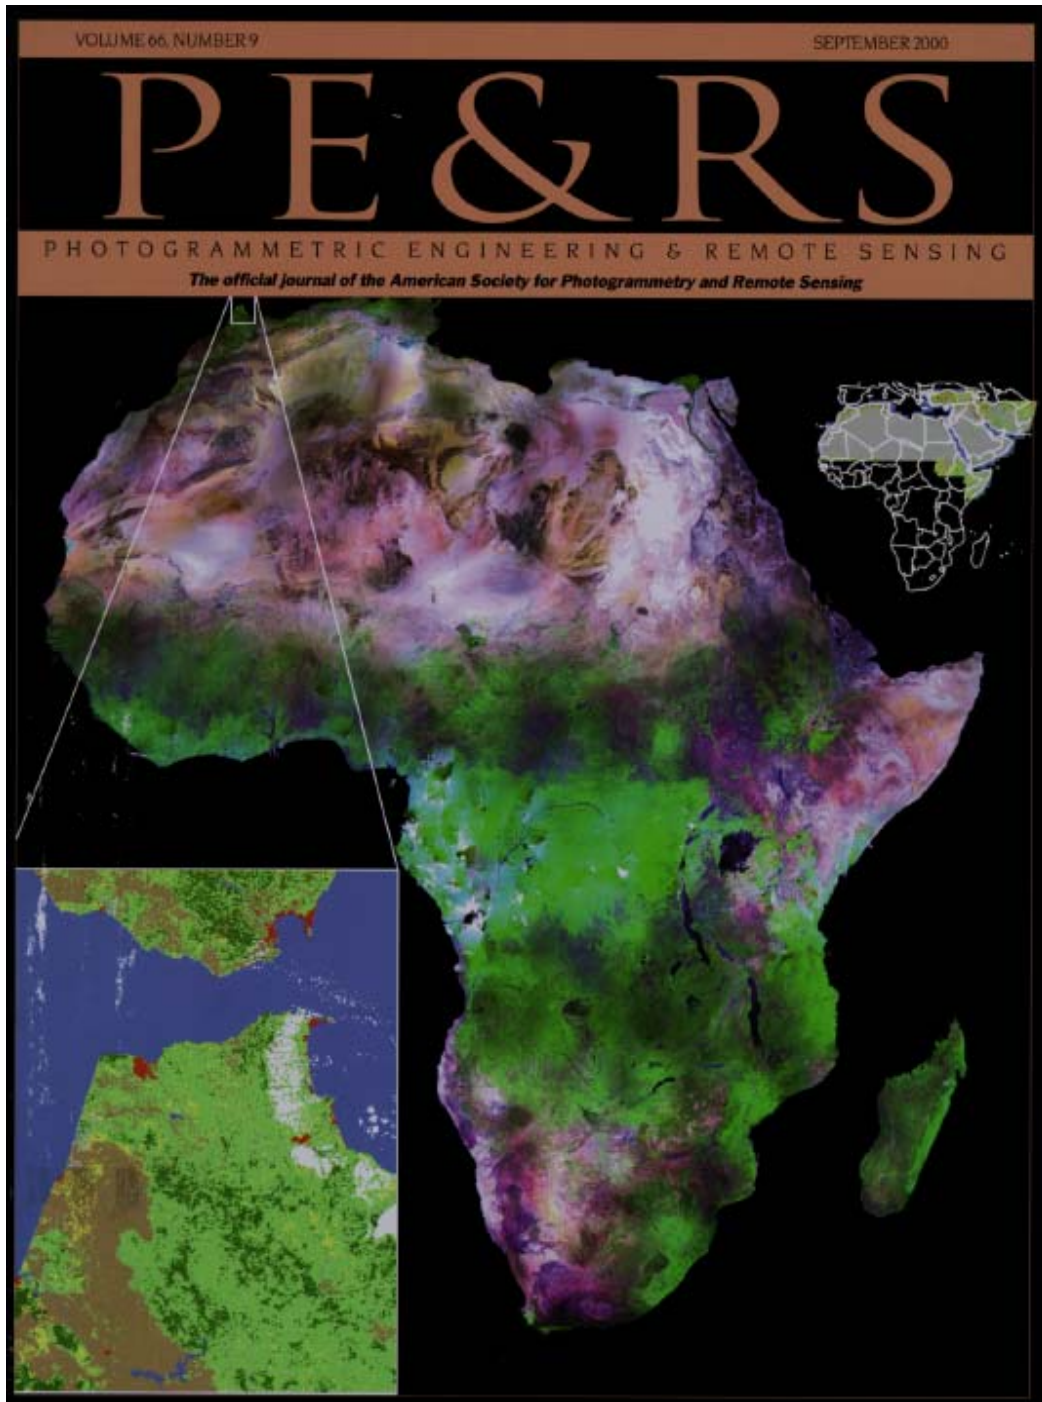 VOLUME 66, NUMBER 9
SEPTEMBER 2000
PE&RS
PHOTOGRAMMETRIC ENGINEERING & REMOTE SENSING
The official journal of the American Society for Photogrammetry and Remote Sensing